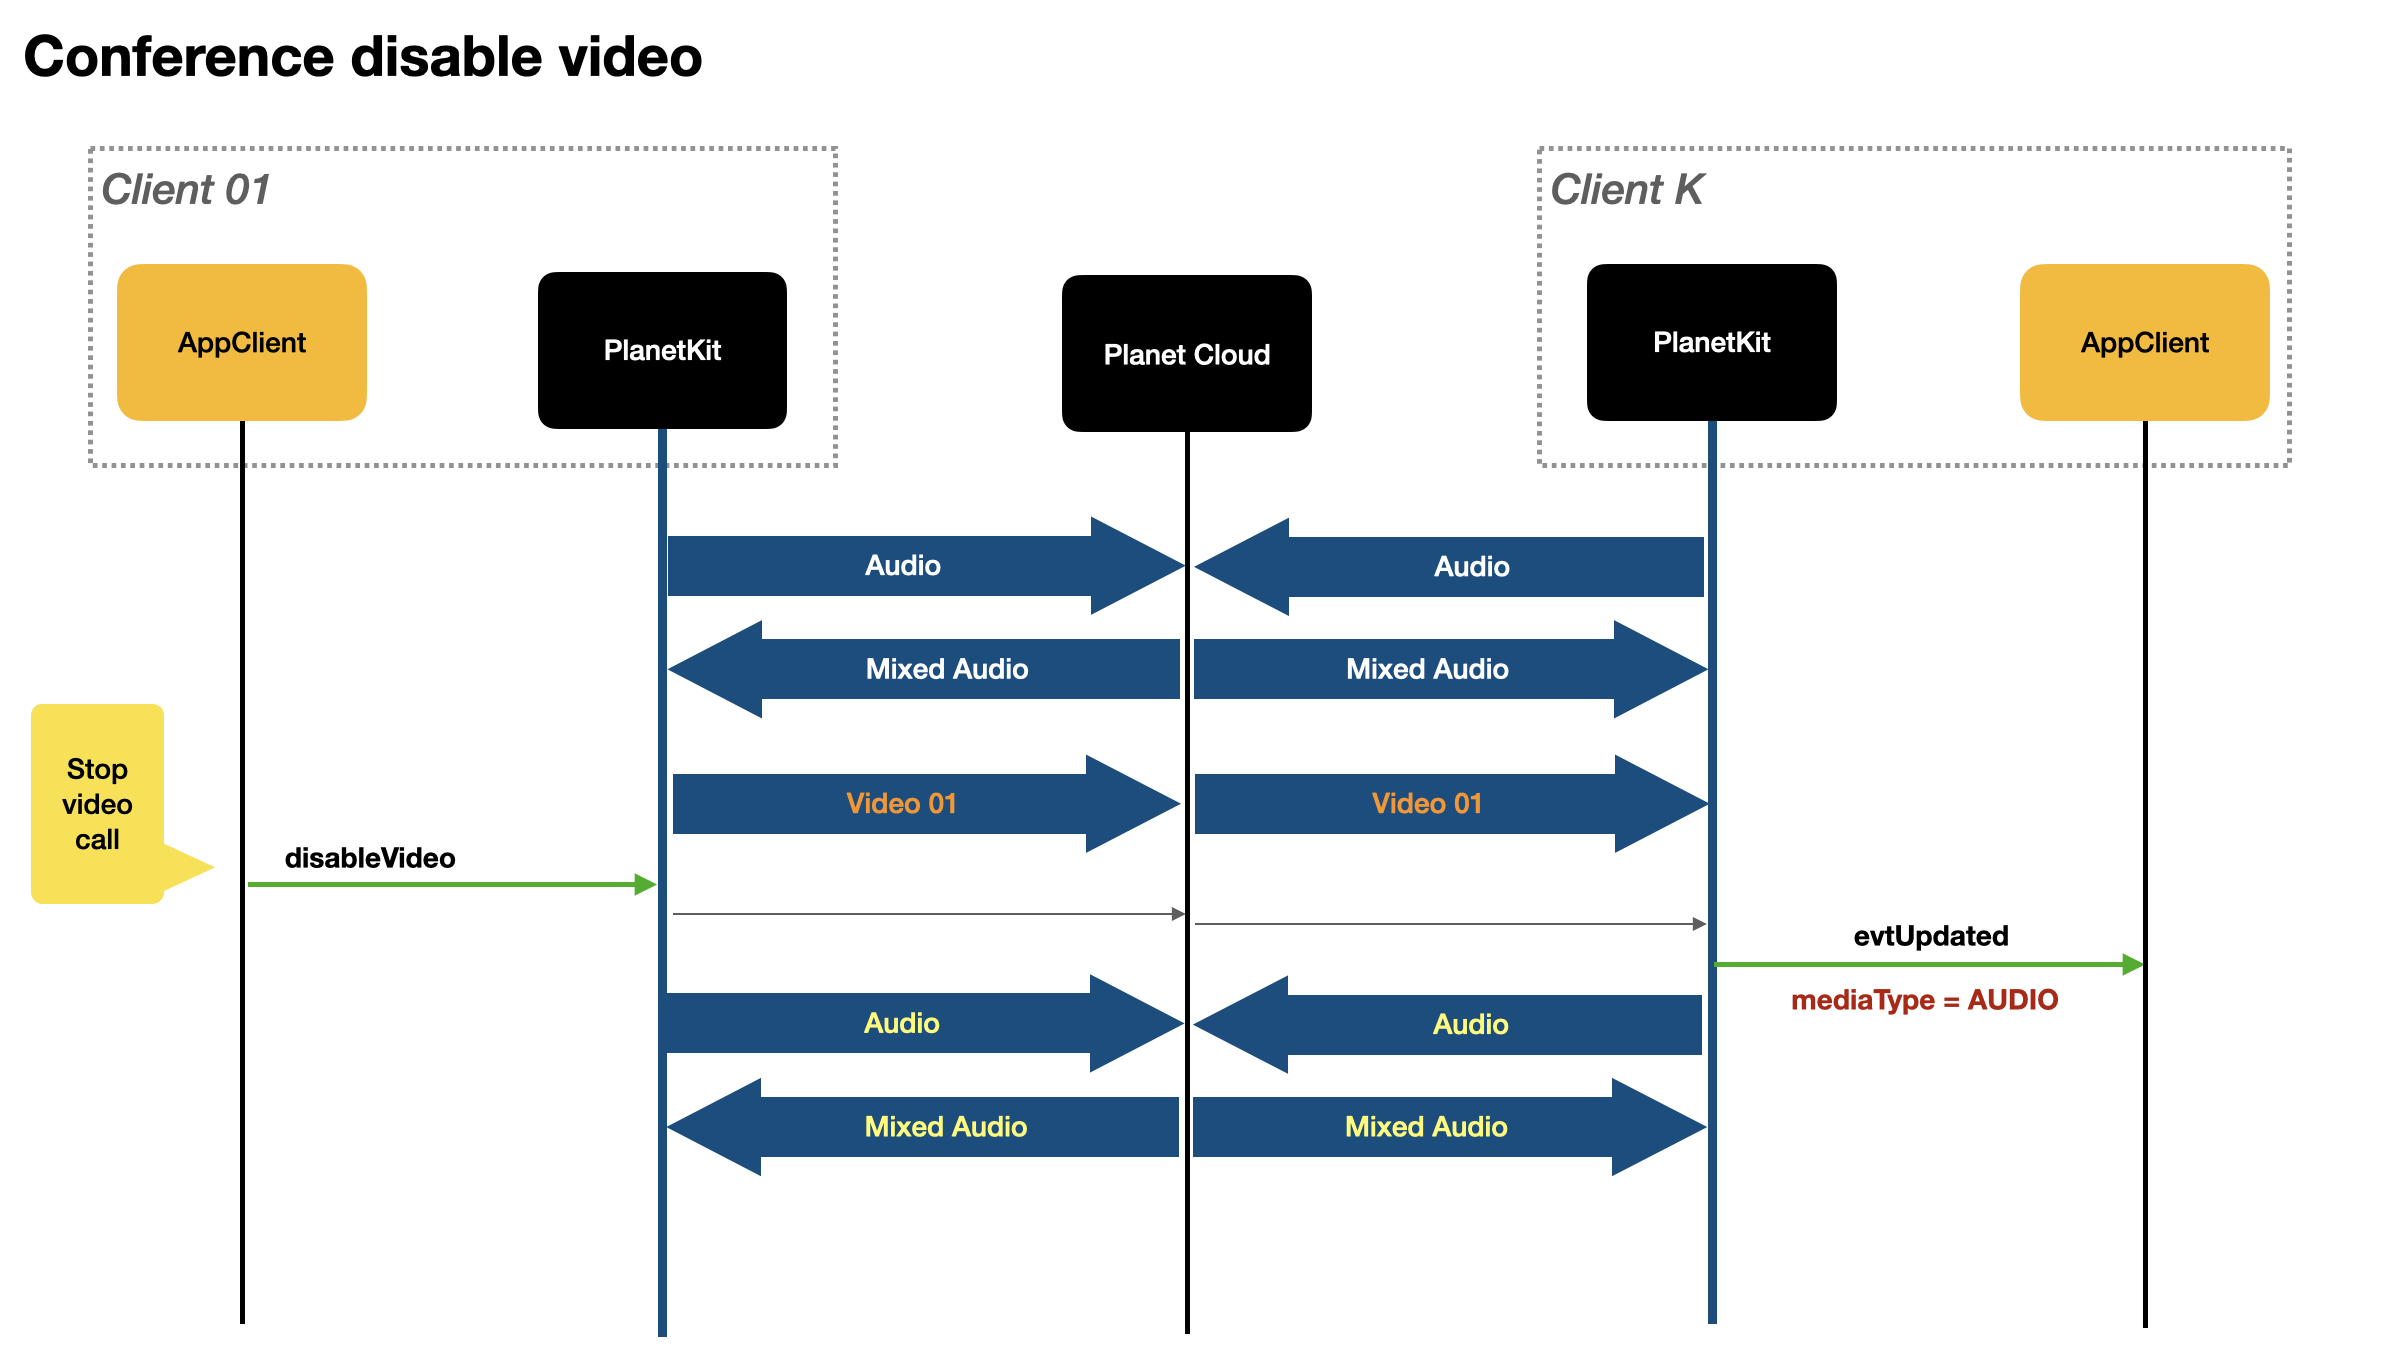 Conference disable video
Client 01
Client K
AppClient
PlanetKit
Planet Cloud
PlanetKit
AppClient
Audio
Audio
Mixed Audio
Mixed Audio
Stop
video
call
Video 01
Video 01
disableVideo
evtUpdated
mediaType = AUDIO
Audio
Audio
Mixed Audio
Mixed Audio